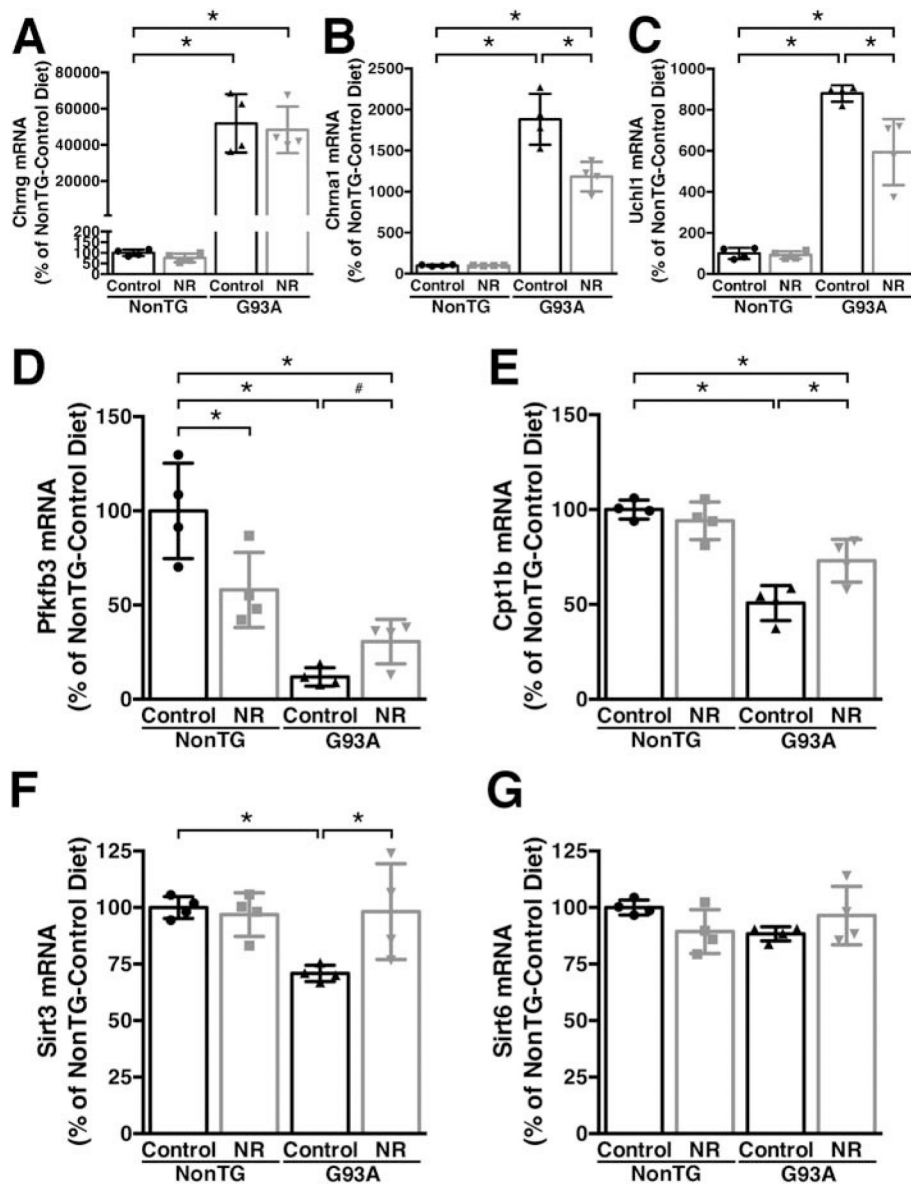 A
Chrng mRNA
(% of NonTG-Control Diet)
80000
60000
40000
20000
200
150
100
50
0
* *
Control NR Control NR
NonTG G93A
B
Chrna1 mRNA
(% of NonTG-Control Diet)
2500
2000
1500
1000
500
0
* * *
Control NR Control NR
NonTG G93A
C
Uchl1 mRNA
(% of NonTG-Control Diet)
1000
800
600
400
200
0
* * *
Control NR Control NR
NonTG G93A
D
Pfkfb3 mRNA
(% of NonTG-Control Diet)
150
100
50
0
*
* #
*
Control NR Control NR
NonTG G93A
E
Cpt1b mRNA
(% of NonTG-Control Diet)
150
100
50
0
*
* *
Control NR Control NR
NonTG G93A
F
Sirt3 mRNA
(% of NonTG-Control Diet)
125
100
75
50
25
0
* *
Control NR Control NR
NonTG G93A
G
Sirt6 mRNA
(% of NonTG-Control Diet)
125
100
75
50
25
0
Control NR Control NR
NonTG G93A